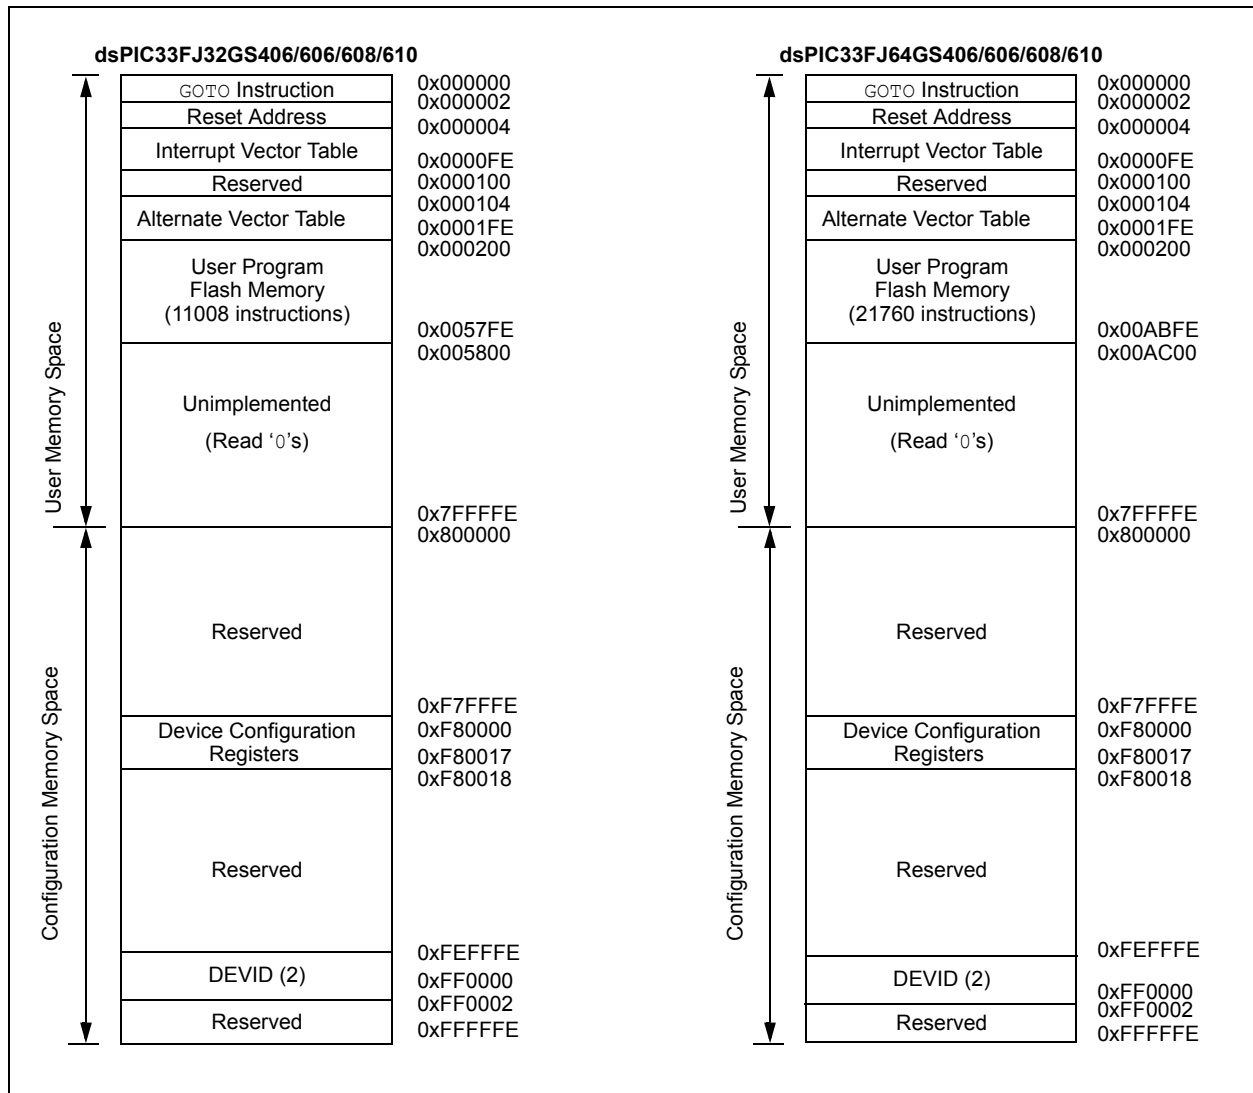 dsPIC33FJ32GS406/606/608/610
GOTO Instruction
0x000000
0x000002
Reset Address
0x000004
Interrupt Vector Table
0x0000FE
Reserved
0x000100
0x000104
Alternate Vector Table
0x0001FE
0x000200
User Program
Flash Memory
(11008 instructions)
0x0057FE
0x005800
Unimplemented
(Read ‘0’s)
0x7FFFFE
0x800000
Reserved
0xF7FFFE
Device Configuration
Registers
0xF80000
0xF80017
0xF80018
Reserved
0xFEFFFE
DEVID (2)
0xFF0000
0xFF0002
Reserved
0xFFFFFE
User Memory Space
Configuration Memory Space
dsPIC33FJ64GS406/606/608/610
GOTO Instruction
0x000000
0x000002
Reset Address
0x000004
Interrupt Vector Table
0x0000FE
Reserved
0x000100
0x000104
Alternate Vector Table
0x0001FE
0x000200
User Program
Flash Memory
(21760 instructions)
0x00ABFE
0x00AC00
Unimplemented
(Read ‘0’s)
0x7FFFFE
0x800000
Reserved
0xF7FFFE
Device Configuration
Registers
0xF80000
0xF80017
0xF80018
Reserved
0xFEFFFE
DEVID (2)
0xFF0000
0xFF0002
Reserved
0xFFFFFE
User Memory Space
Configuration Memory Space